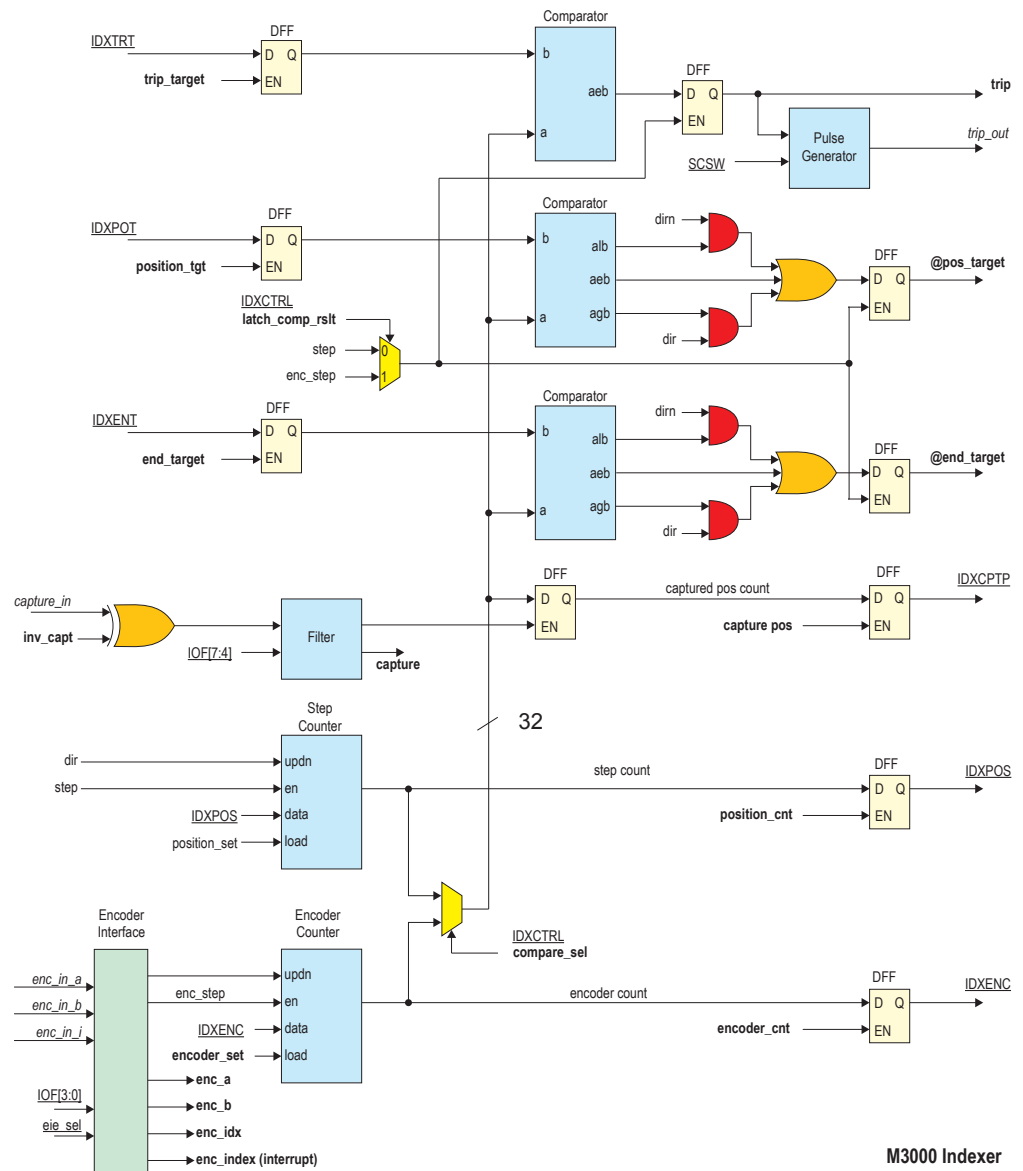 Comparator
DFF
IDXTRT
D Q
b
trip_target
EN
aeb
DFF
D Q
trip
EN
a
Pulse
Generator
trip_out
SCSW
Comparator
DFF
IDXPOT
D Q
b
position_tgt
EN
alb
dirn
aeb
agb
a
dir
DFF
@pos_target
D Q
EN
IDXCTRL
latch_comp_rslt
step
0
enc_step
1
Comparator
DFF
IDXENT
D Q
b
end_target
EN
alb
dirn
aeb
agb
a
dir
DFF
@end_target
D Q
EN
DFF
D Q
EN
captured pos count
DFF
IDXCPTP
D Q
capture pos
EN
capture_in
inv_capt
Filter
IOF[7:4]
capture
32
Step
Counter
dir
updn
step
en
IDXPOS
data
position_set
load
step count
DFF
IDXPOS
D Q
position_cnt
EN
IDXCTRL
compare_sel
Encoder
Interface
Encoder
Counter
enc_in_a
enc_in_b
enc_in_i
updn
enc_step
en
IDXENC
data
encoder_set
load
encoder count
DFF
IDXENC
D Q
encoder_cnt
EN
enc_a
IOF[3:0]
enc_b
eie_sel
enc_idx
enc_index (interrupt)
M3000 Indexer